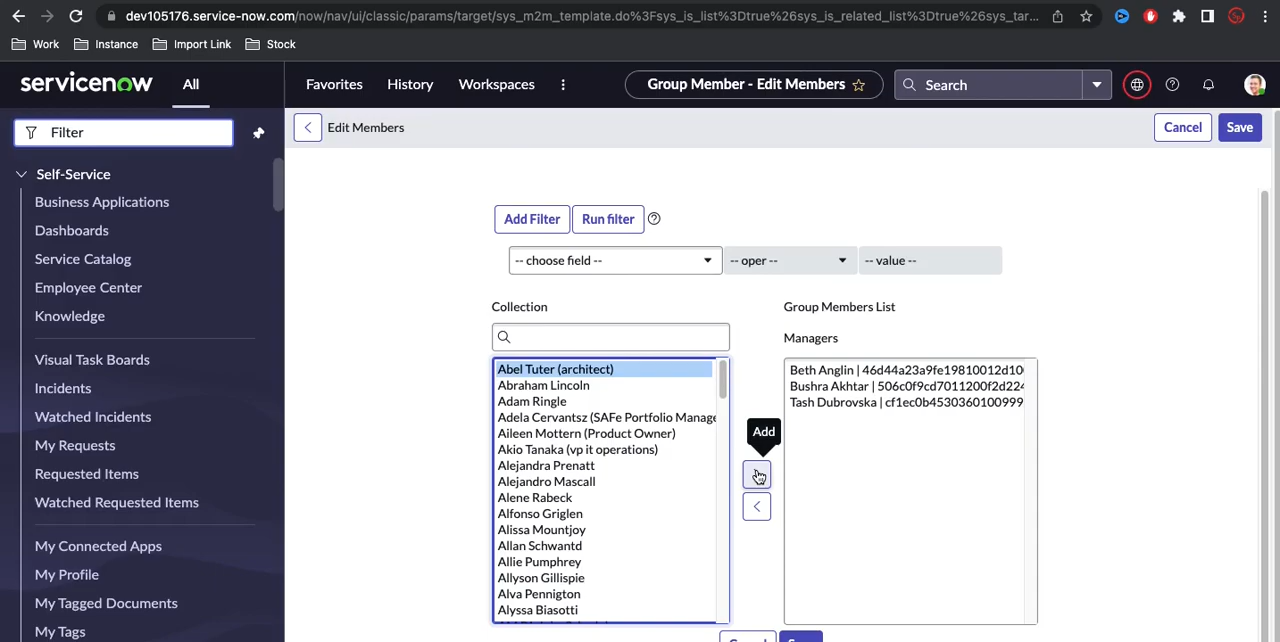 dev105176.service-now.com/now/nav/ui/classic/params/target/sys_m2m_template.do%3Fsys_is_list%3Dtrue%26sys_is_related_list%3Dtrue%26sys_tar...
Work Instance Import Link Stock
servicenow All Favorites History Workspaces Group Member - Edit Members Search
Filter
Edit Members Cancel Save
Self-Service
Business Applications
Dashboards
Service Catalog
Employee Center
Knowledge
Visual Task Boards
Incidents
Watched Incidents
My Requests
Requested Items
Watched Requested Items
My Connected Apps
My Profile
My Tagged Documents
My Tags
Add Filter Run filter
-- choose field -- -- oper -- -- value --
Collection
Abel Tuter (architect)
Abraham Lincoln
Adam Ringle
Adela Cervantsz (SAFe Portfolio Manage
Aileen Mottern (Product Owner)
Akio Tanaka (vp it operations)
Alejandra Prenatt
Alejandro Mascall
Alene Rabeck
Alfonso Griglen
Alissa Mountjoy
Allan Schwantd
Allie Pumphrey
Allyson Gillispie
Alva Pennigton
Alyssa Biasotti
Add
Group Members List
Managers
Beth Anglin | 46d44a23a9fe19810012d10
Bushra Akhtar | 506c0f9cd7011200f2d224
Tash Dubrovska | cf1ec0b4530360100999